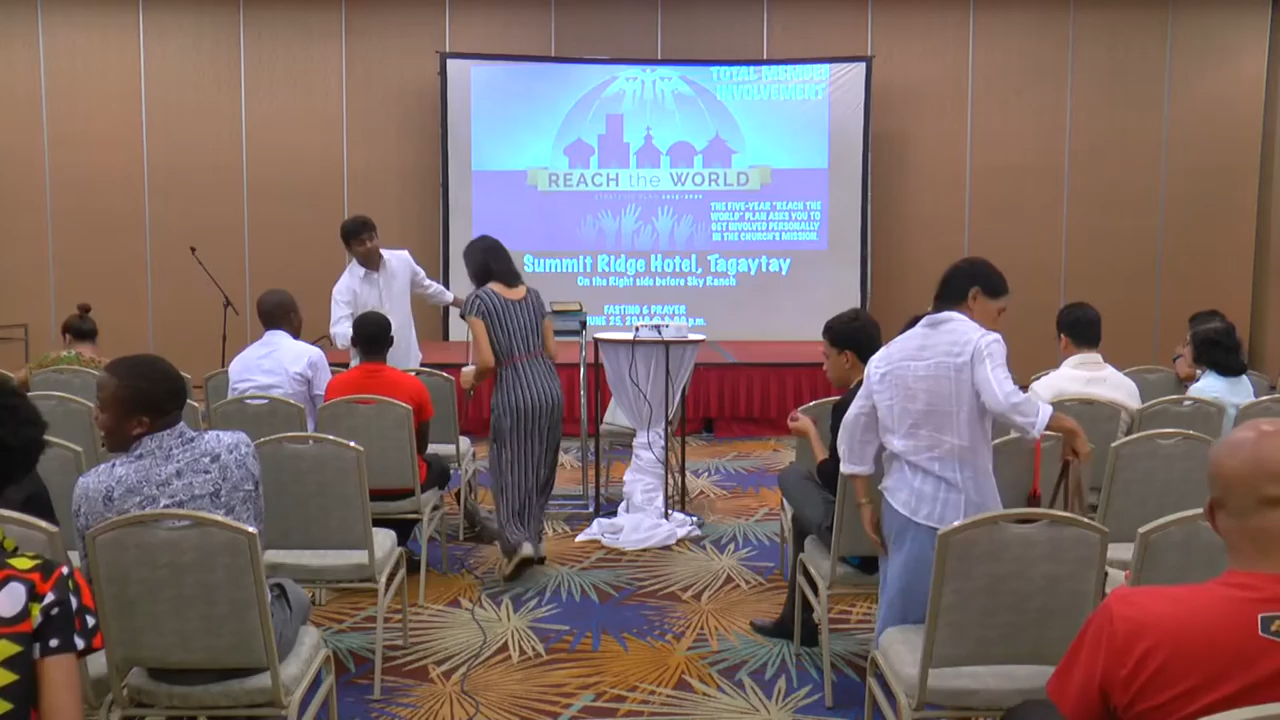 TOTAL MEMBER
INVOLVEMENT
REACH the WORLD
THE FIVE-YEAR "REACH THE
WORLD" PLAN ASKS YOU TO
GET INVOLVED PERSONALLY
IN THE CHURCH'S MISSION.
Summit Ridge Hotel, Tagaytay
On the Right side before Sky Ranch
FASTING & PRAYER